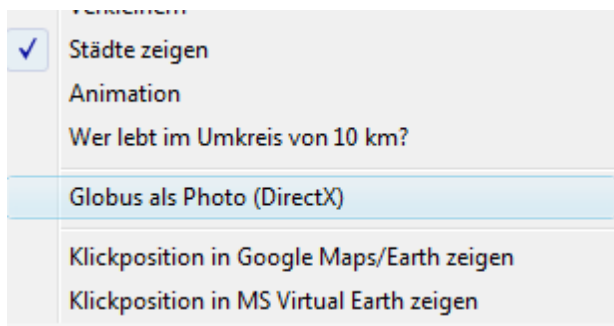 Verkleinern
Städte zeigen
Animation
Wer lebt im Umkreis von 10 km?
Globus als Photo (DirectX)
Klickposition in Google Maps/Earth zeigen
Klickposition in MS Virtual Earth zeigen